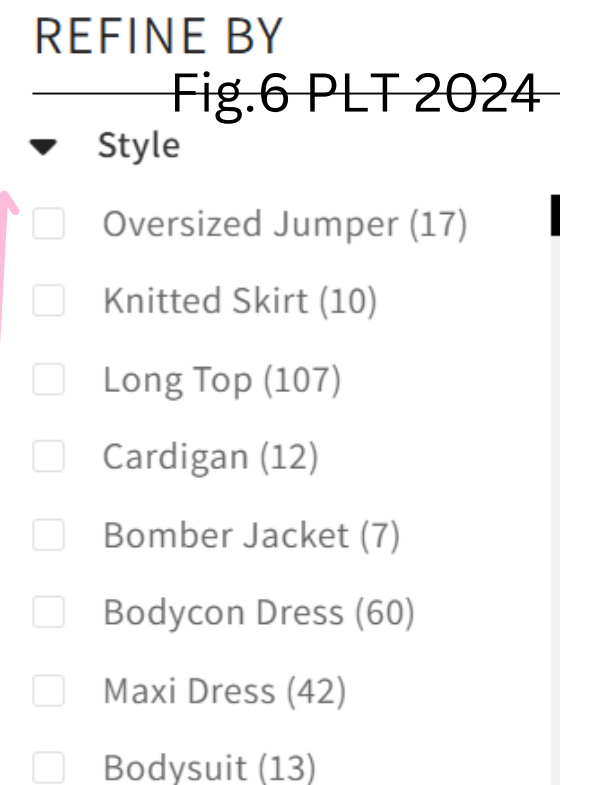 REFINE BY
Fig.6 PLT 2024
Style
Oversized Jumper (17)
Knitted Skirt (10)
Long Top (107)
Cardigan (12)
Bomber Jacket (7)
Bodycon Dress (60)
Maxi Dress (42)
Bodysuit (13)